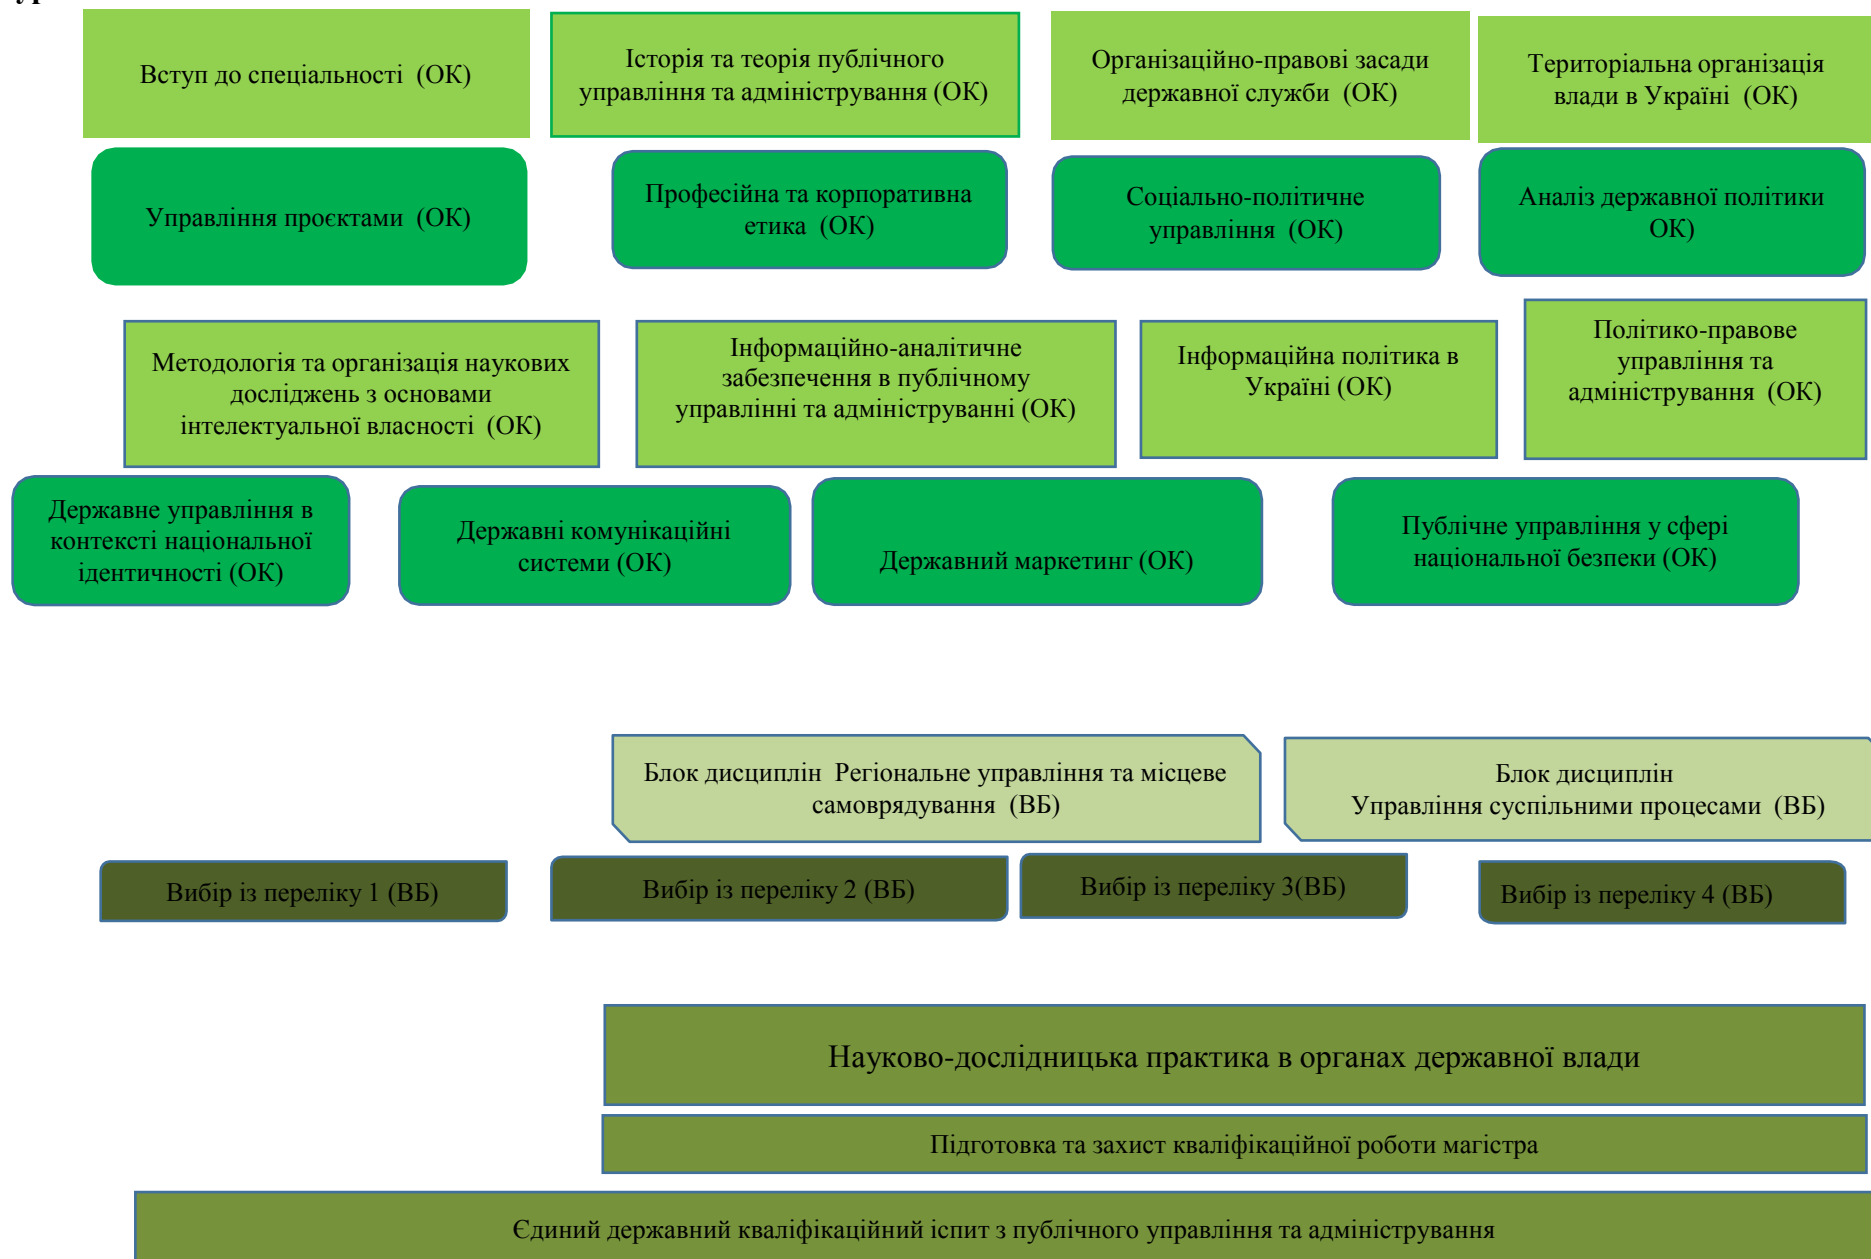 Вступ до спеціальності (ОК)
Історія та теорія публічного
управління та адміністрування (ОК)
Організаційно-правові засади
державної служби (ОК)
Територіальна організація
влади в Україні (ОК)
Управління проєктами (ОК)
Професійна та корпоративна
етика (ОК)
Соціально-політичне
управління (ОК)
Аналіз державної політики
ОК)
Методологія та організація наукових
досліджень з основами
інтелектуальної власності (ОК)
Інформаційно-аналітичне
забезпечення в публічному
управлінні та адмініструванні (ОК)
Інформаційна політика в
Україні (ОК)
Політико-правове
управління та
адміністрування (ОК)
Державне управління в
контексті національної
ідентичності (ОК)
Державні комунікаційні
системи (ОК)
Державний маркетинг (ОК)
Публічне управління у сфері
національної безпеки (ОК)
Блок дисциплін Регіональне управління та місцеве
самоврядування (ВБ)
Блок дисциплін
Управління суспільними процесами (ВБ)
Вибір із переліку 1 (ВБ)
Вибір із переліку 2 (ВБ)
Вибір із переліку 3(ВБ)
Вибір із переліку 4 (ВБ)
Науково-дослідницька практика в органах державної влади
Підготовка та захист кваліфікаційної роботи магістра
Єдиний державний кваліфікаційний іспит з публічного управління та адміністрування